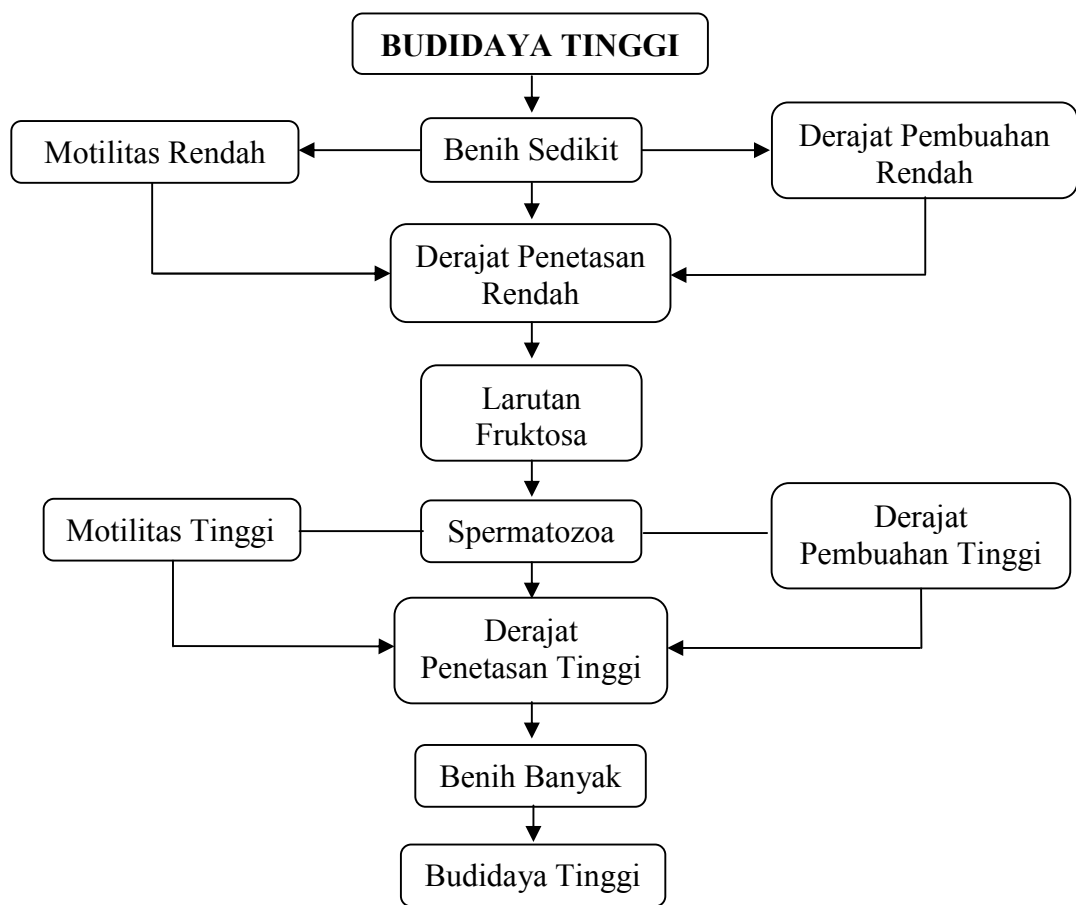 BUDIDAYA TINGGI
Motilitas Rendah
Benih Sedikit
Derajat Pembuahan
Rendah
Derajat Penetasan
Rendah
Larutan
Fruktosa
Motilitas Tinggi
Spermatozoa
Derajat
Pembuahan Tinggi
Derajat
Penetasan Tinggi
Benih Banyak
Budidaya Tinggi